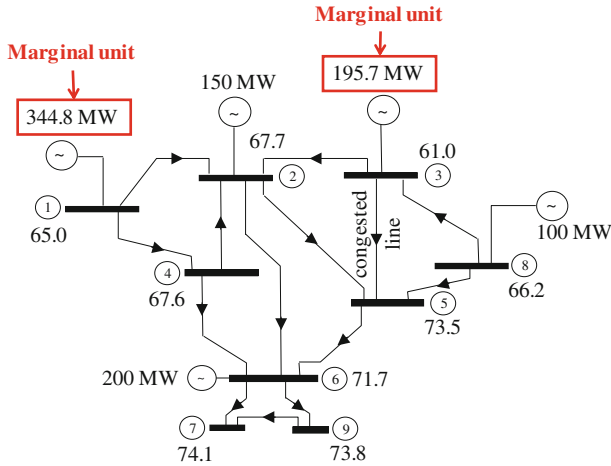 Marginal unit
Marginal unit
344.8 MW
150 MW
195.7 MW
~
~
~
67.7
61.0
2
3
1
65.0
congested
line
~
100 MW
4
67.6
8
66.2
5
73.5
200 MW
~
6
71.7
7
74.1
9
73.8